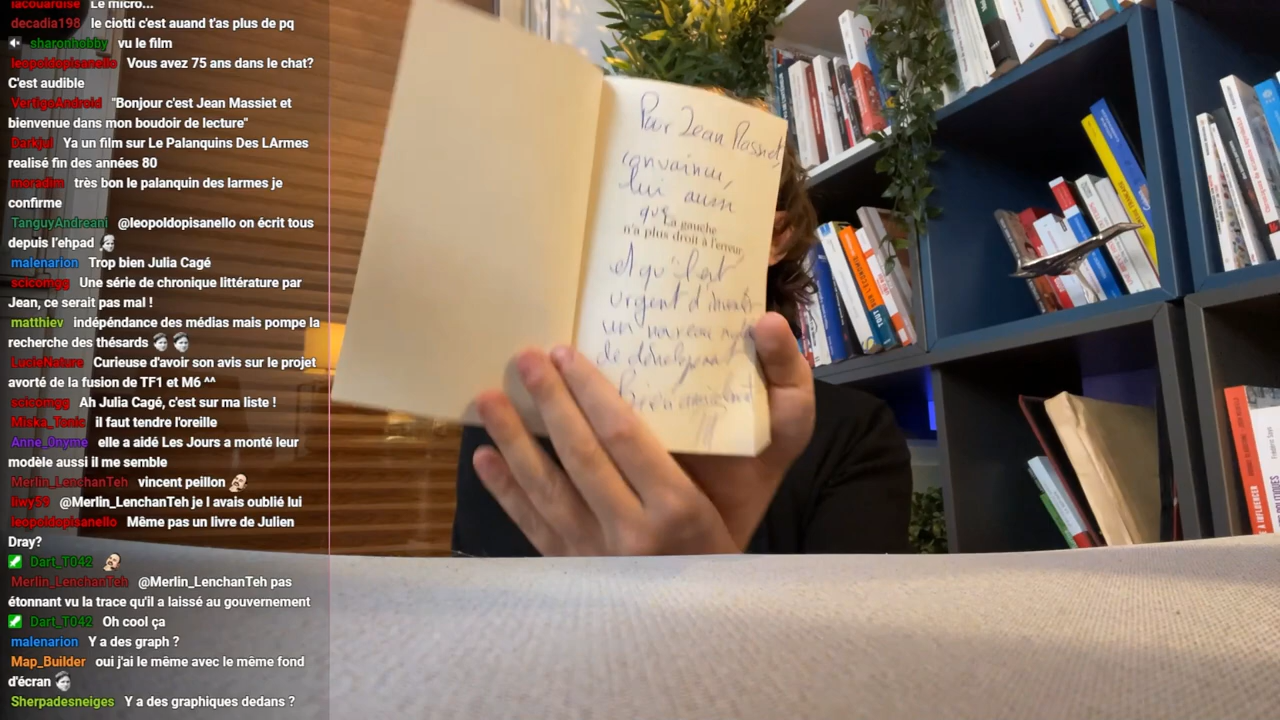 lacouardise Le micro...
decadia198 le ciotti c'est auand t'as plus de pq
sharonhobby vu le film
leopoldopisanello Vous avez 75 ans dans le chat?
C'est audible
VertigoAndroid "Bonjour c'est Jean Massiet et
bienvenue dans mon boudoir de lecture"
Darkjui Ya un film sur Le Palanquins Des LArmes
realisé fin des années 80
moradim très bon le palanquin des larmes je
confirme
TanguyAndreani @leopoldopisanello on écrit tous
depuis l'ehpad
malenarion Trop bien Julia Cagé
scicomgg Une série de chronique littérature par
Jean, ce serait pas mal !
matthiev indépéndance des médias mais pompe la
recherche des thésards
LucieNature Curieuse d'avoir son avis sur le projet
avorté de la fusion de TF1 et M6 ^^
scicomgg Ah Julia Cagé, c'est sur ma liste !
Miska_Tonic il faut tendre l'oreille
Anne_Onyme elle a aidé Les Jours a monté leur
modèle aussi il me semble
Merlin_LenchanTeh vincent peillon
liwy59 @Merlin_LenchanTeh je l avais oublié lui
leopoldopisanello Même pas un livre de Julien
Dray?
Dart_T042
Merlin_LenchanTeh @Merlin_LenchanTeh pas
étonnant vu la trace qu'il a laissé au gouvernement
Dart_T042 Oh cool ça
malenarion Y a des graph ?
Map_Builder oui j'ai le même avec le même fond
d'écran
Sherpadesneiges Y a des graphiques dedans ?
Pour Jean Massiet,
convaincu,
lui aussi
que
La gauche
n'a plus droit à l'erreur
et qu'il est
urgent d'inventer
un nouveau
de